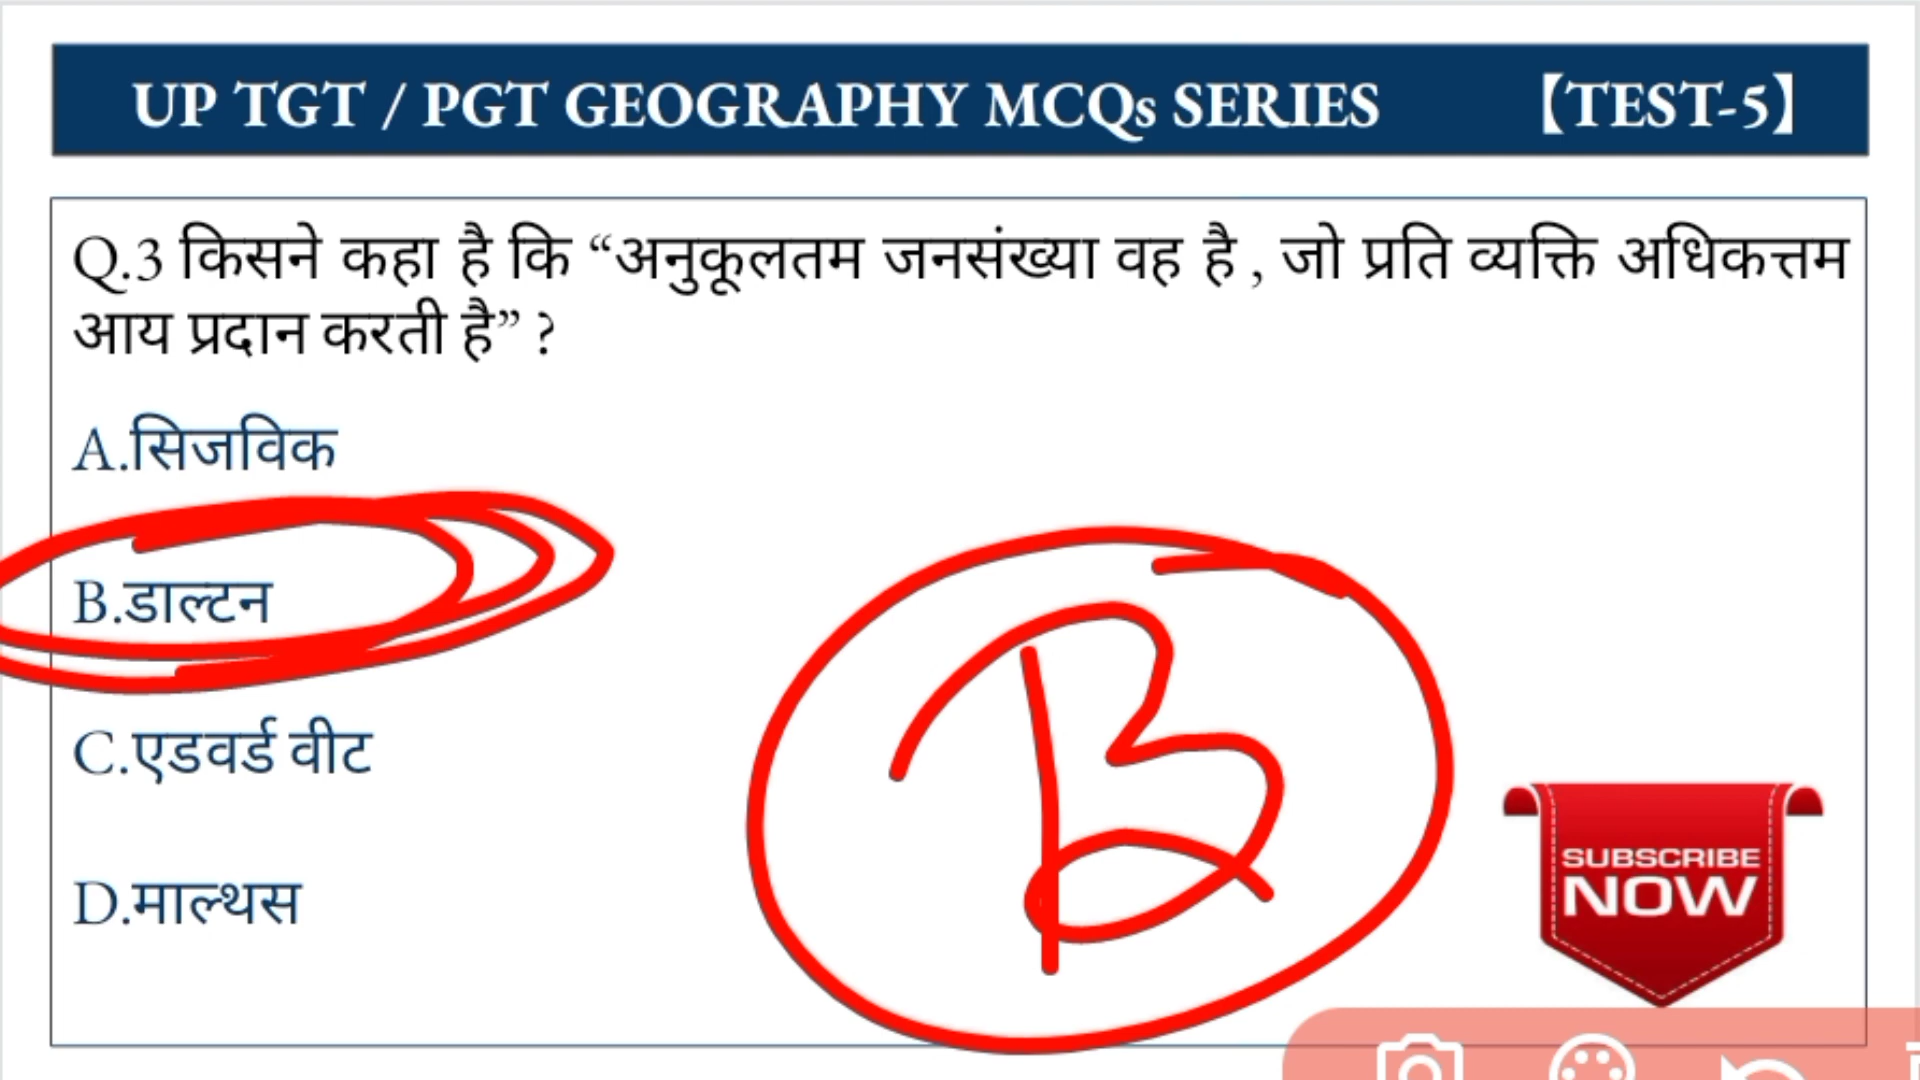 UP TGT / PGT GEOGRAPHY MCQs SERIES 【TEST-5】
Q.3 किसने कहा है कि “अनुकूलतम जनसंख्या वह है , जो प्रति व्यक्ति अधिकत्तम
आय प्रदान करती है” ?
A.सिजविक
B.डाल्टन
C.एडवर्ड वीट
D.माल्थस
B
SUBSCRIBE
NOW